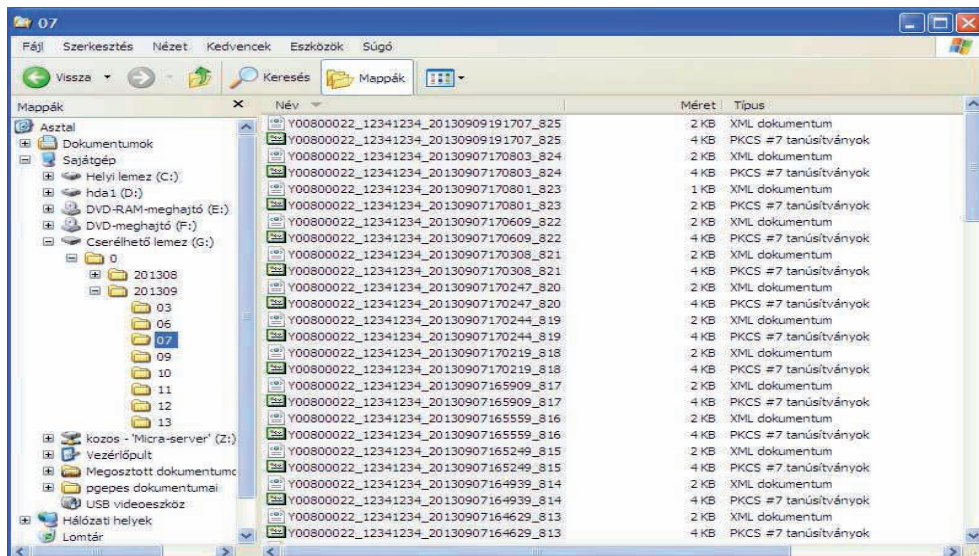 07
Fájl Szerkesztés Nézet Kedvencek Eszközök Súgó
Vissza Keresés Mappák
Mappák
Asztal
Dokumentumok
Sajátgép
Helyi lemez (C:)
hda1 (D:)
DVD-RAM-meghajtó (E:)
DVD-meghajtó (F:)
Cserélhető lemez (G:)
0
201308
201309
03
06
07
09
10
11
12
13
kozos - 'Micra-server' (Z:)
Vezérlőpult
Megosztott dokumentumc
pgepes dokumentumai
USB videoeszköz
Hálózati helyek
Lomtár
Név Méret Típus
Y00800022_12341234_20130909191707_825 2 KB XML dokumentum
Y00800022_12341234_20130909191707_825 4 KB PKCS #7 tanúsítványok
Y00800022_12341234_20130907170803_824 2 KB XML dokumentum
Y00800022_12341234_20130907170803_824 4 KB PKCS #7 tanúsítványok
Y00800022_12341234_20130907170801_823 1 KB XML dokumentum
Y00800022_12341234_20130907170801_823 4 KB PKCS #7 tanúsítványok
Y00800022_12341234_20130907170609_822 2 KB XML dokumentum
Y00800022_12341234_20130907170609_822 4 KB PKCS #7 tanúsítványok
Y00800022_12341234_20130907170308_821 2 KB XML dokumentum
Y00800022_12341234_20130907170308_821 4 KB PKCS #7 tanúsítványok
Y00800022_12341234_20130907170247_820 2 KB XML dokumentum
Y00800022_12341234_20130907170247_820 4 KB PKCS #7 tanúsítványok
Y00800022_12341234_20130907170244_819 2 KB XML dokumentum
Y00800022_12341234_20130907170244_819 4 KB PKCS #7 tanúsítványok
Y00800022_12341234_20130907170219_818 2 KB XML dokumentum
Y00800022_12341234_20130907170219_818 4 KB PKCS #7 tanúsítványok
Y00800022_12341234_20130907165909_817 2 KB XML dokumentum
Y00800022_12341234_20130907165909_817 4 KB PKCS #7 tanúsítványok
Y00800022_12341234_20130907165559_816 2 KB XML dokumentum
Y00800022_12341234_20130907165559_816 4 KB PKCS #7 tanúsítványok
Y00800022_12341234_20130907165249_815 2 KB XML dokumentum
Y00800022_12341234_20130907165249_815 4 KB PKCS #7 tanúsítványok
Y00800022_12341234_20130907164939_814 2 KB XML dokumentum
Y00800022_12341234_20130907164939_814 4 KB PKCS #7 tanúsítványok
Y00800022_12341234_20130907164629_813 2 KB XML dokumentum
Y00800022_12341234_20130907164629_813 4 KB PKCS #7 tanúsítványok